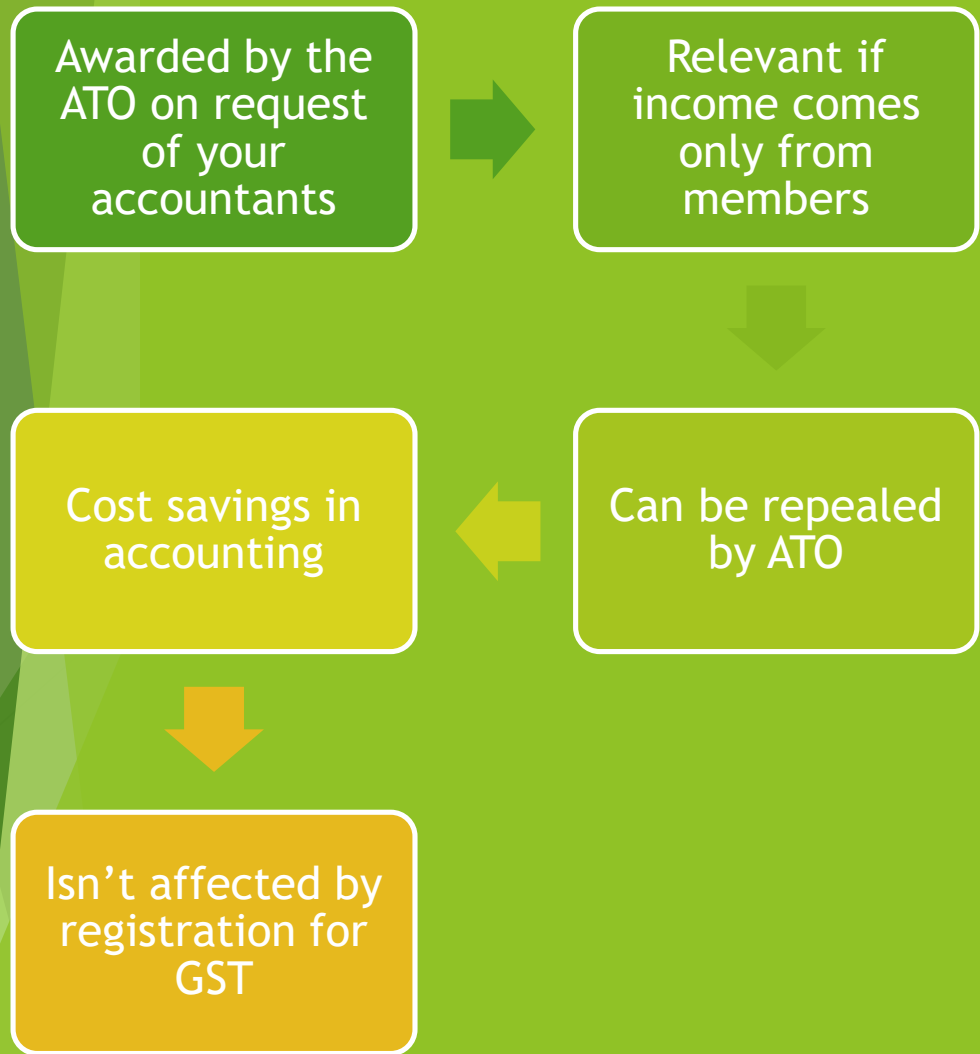 Awarded by the
ATO on request
of your
accountants
Relevant if
income comes
only from
members
Can be repealed
by ATO
Cost savings in
accounting
Isn’t affected by
registration for
GST